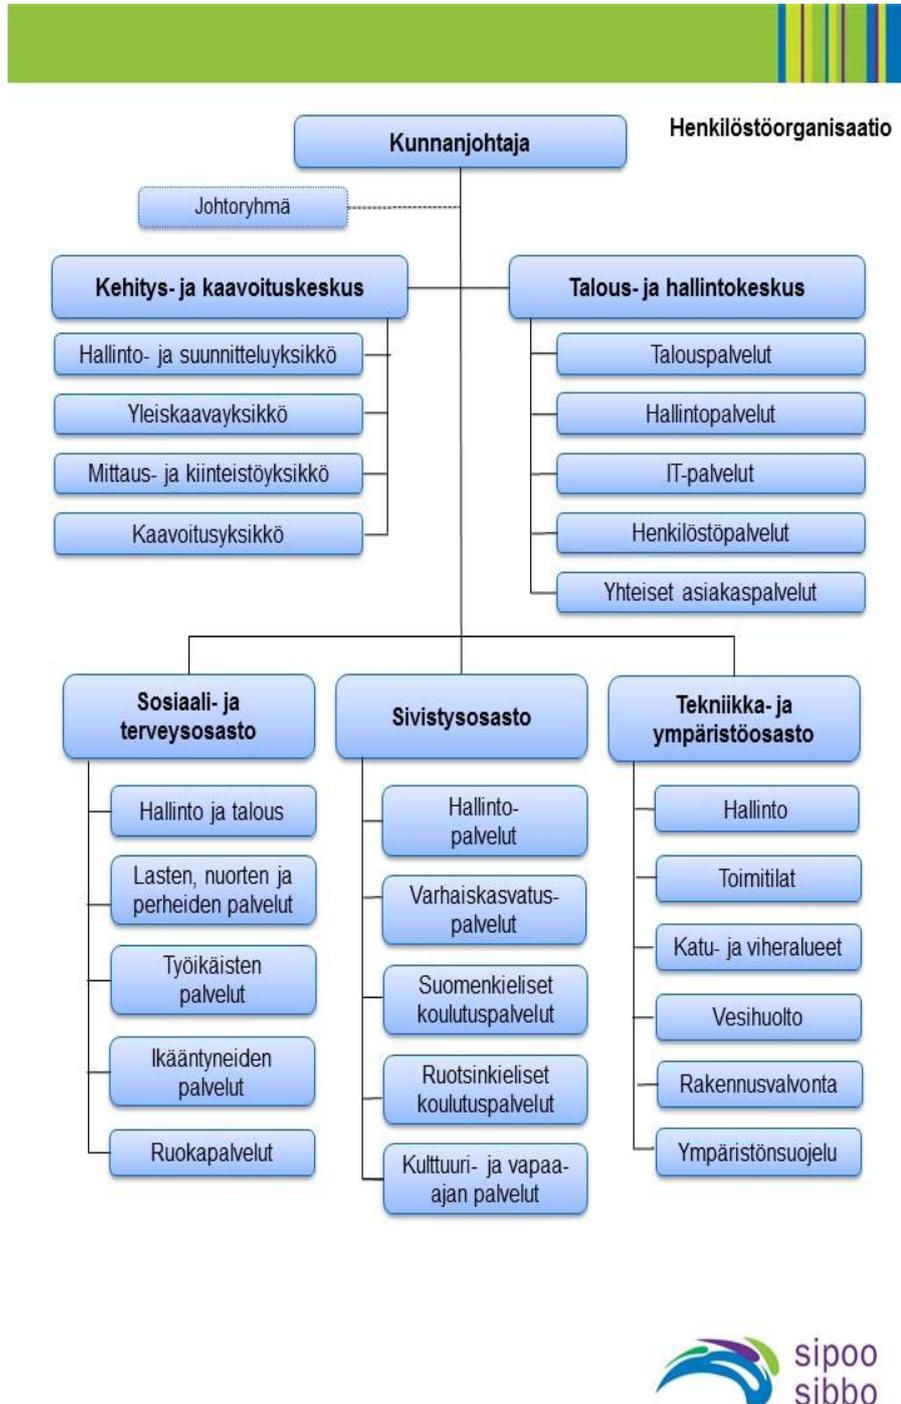 Henkilöstöorganisaatio
Kunnanjohtaja
Johtoryhmä
Kehitys- ja kaavoituskeskus
Hallinto- ja suunnitteluyksikkö
Yleiskaavayksikkö
Mittaus- ja kiinteistöyksikkö
Kaavoitusyksikkö
Talous- ja hallintokeskus
Talouspalvelut
Hallintopalvelut
IT-palvelut
Henkilöstöpalvelut
Yhteiset asiakaspalvelut
Sosiaali- ja
terveysosasto
Hallinto ja talous
Lasten, nuorten ja
perheiden palvelut
Työikäisten
palvelut
Ikääntyneiden
palvelut
Ruokapalvelut
Sivistysosasto
Hallinto-
palvelut
Varhaiskasvatus-
palvelut
Suomenkieliset
koulutuspalvelut
Ruotsinkieliset
koulutuspalvelut
Kulttuuri- ja vapaa-
ajan palvelut
Tekniikka- ja
ympäristöosasto
Hallinto
Toimitilat
Katu- ja viheralueet
Vesihuolto
Rakennusvalvonta
Ympäristönsuojelu
sipoo
sibbo